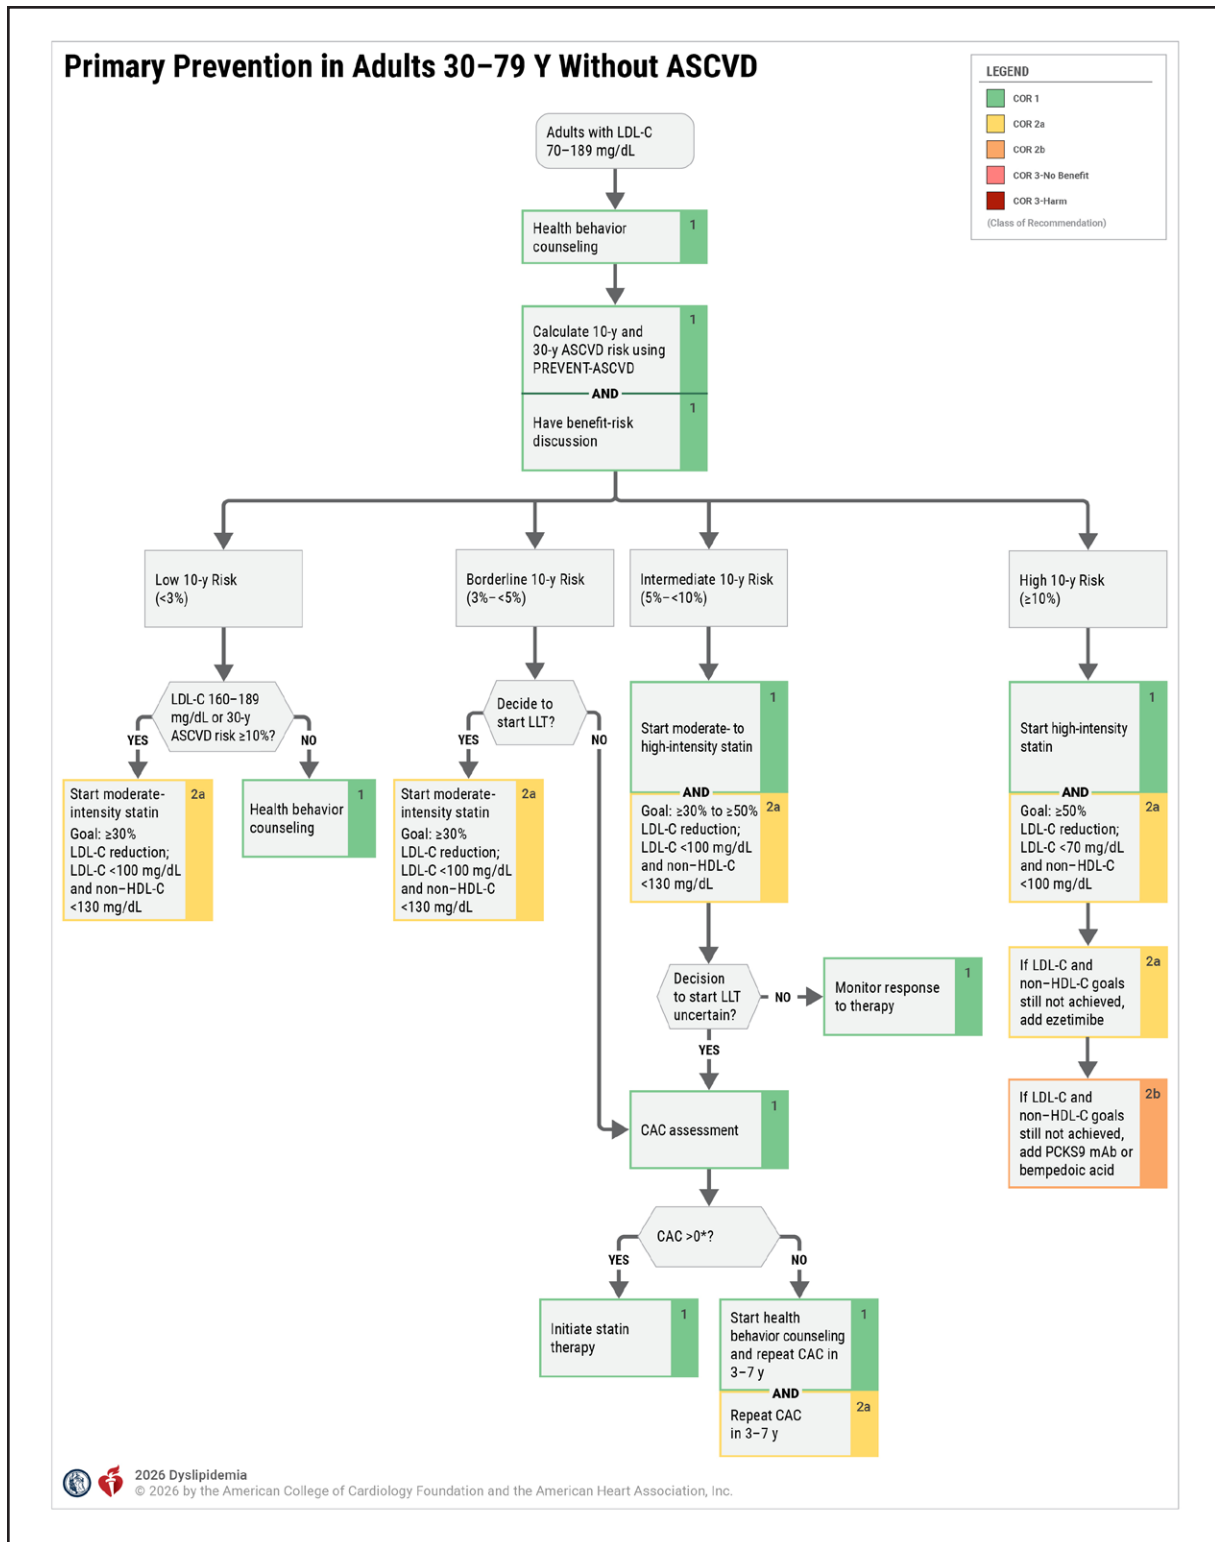 Primary Prevention in Adults 30–79 Y Without ASCVD
LEGEND
COR 1
COR 2a
COR 2b
COR 3-No Benefit
COR 3-Harm
(Class of Recommendation)
Adults with LDL-C
70–189 mg/dL
Health behavior
counseling
1
Calculate 10-y and
30-y ASCVD risk using
PREVENT-ASCVD
1
AND
Have benefit-risk
discussion
1
Low 10-y Risk
(<3%)
Borderline 10-y Risk
(3%–<5%)
Intermediate 10-y Risk
(5%–<10%)
High 10-y Risk
(≥10%)
LDL-C 160–189
mg/dL or 30-y
ASCVD risk ≥10%?
YES
NO
Start moderate-
intensity statin
Goal: ≥30%
LDL-C reduction;
LDL-C <100 mg/dL
and non–HDL-C
<130 mg/dL
2a
Health behavior
counseling
1
Decide to
start LLT?
YES
NO
Start moderate-
intensity statin
Goal: ≥30%
LDL-C reduction;
LDL-C <100 mg/dL
and non–HDL-C
<130 mg/dL
2a
Start moderate- to
high-intensity statin
1
AND
Goal: ≥30% to ≥50%
LDL-C reduction;
LDL-C <100 mg/dL
and non–HDL-C
<130 mg/dL
2a
Start high-intensity
statin
1
AND
Goal: ≥50%
LDL-C reduction;
LDL-C <70 mg/dL
and non–HDL-C
<100 mg/dL
2a
Decision
to start LLT
uncertain?
NO
YES
Monitor response
to therapy
1
If LDL-C and
non–HDL-C goals
still not achieved,
add ezetimibe
2a
If LDL-C and
non–HDL-C goals
still not achieved,
add PCKS9 mAb or
bempedoic acid
2b
CAC assessment
1
CAC >0*?
YES
NO
Initiate statin
therapy
1
Start health
behavior counseling
and repeat CAC in
3–7 y
1
AND
Repeat CAC
in 3–7 y
2a
2026 Dyslipidemia
© 2026 by the American College of Cardiology Foundation and the American Heart Association, Inc.